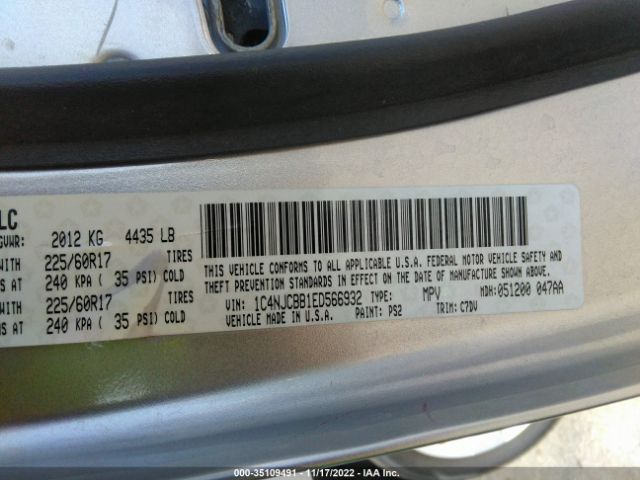 LC
GVWR: 2012 KG 4435 LB
WITH 225/60R17 TIRES
AT 240 KPA ( 35 PSI) COLD
WITH 225/60R17 TIRES
AT 240 KPA ( 35 PSI) COLD
THIS VEHICLE CONFORMS TO ALL APPLICABLE U.S.A. FEDERAL MOTOR VEHICLE SAFETY AND
THEFT PREVENTION STANDARDS IN EFFECT ON THE DATE OF MANUFACTURE SHOWN ABOVE.
VIN: 1C4NJCBB1ED566932 TYPE: MPV MDH: 051200 047AA
VEHICLE MADE IN U.S.A. PAINT: PS2 TRIM: C7DV
000-35109491 - 11/17/2022 - IAA Inc.